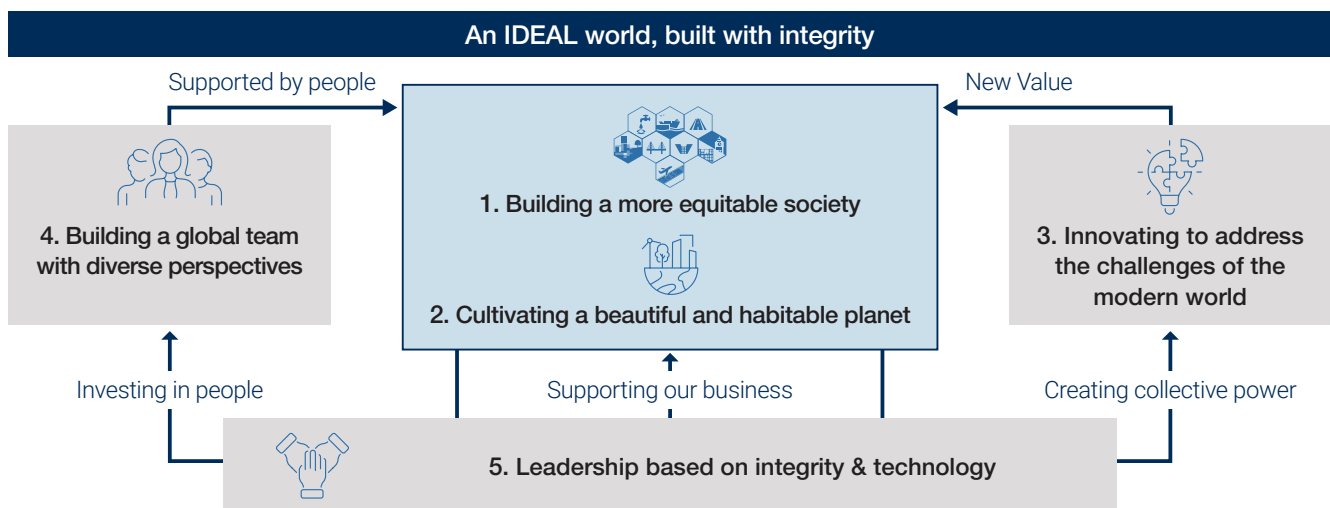 An IDEAL world, built with integrity
Supported by people
New Value
1. Building a more equitable society
2. Cultivating a beautiful and habitable planet
4. Building a global team
with diverse perspectives
3. Innovating to address
the challenges of the
modern world
Investing in people
Supporting our business
Creating collective power
5. Leadership based on integrity & technology